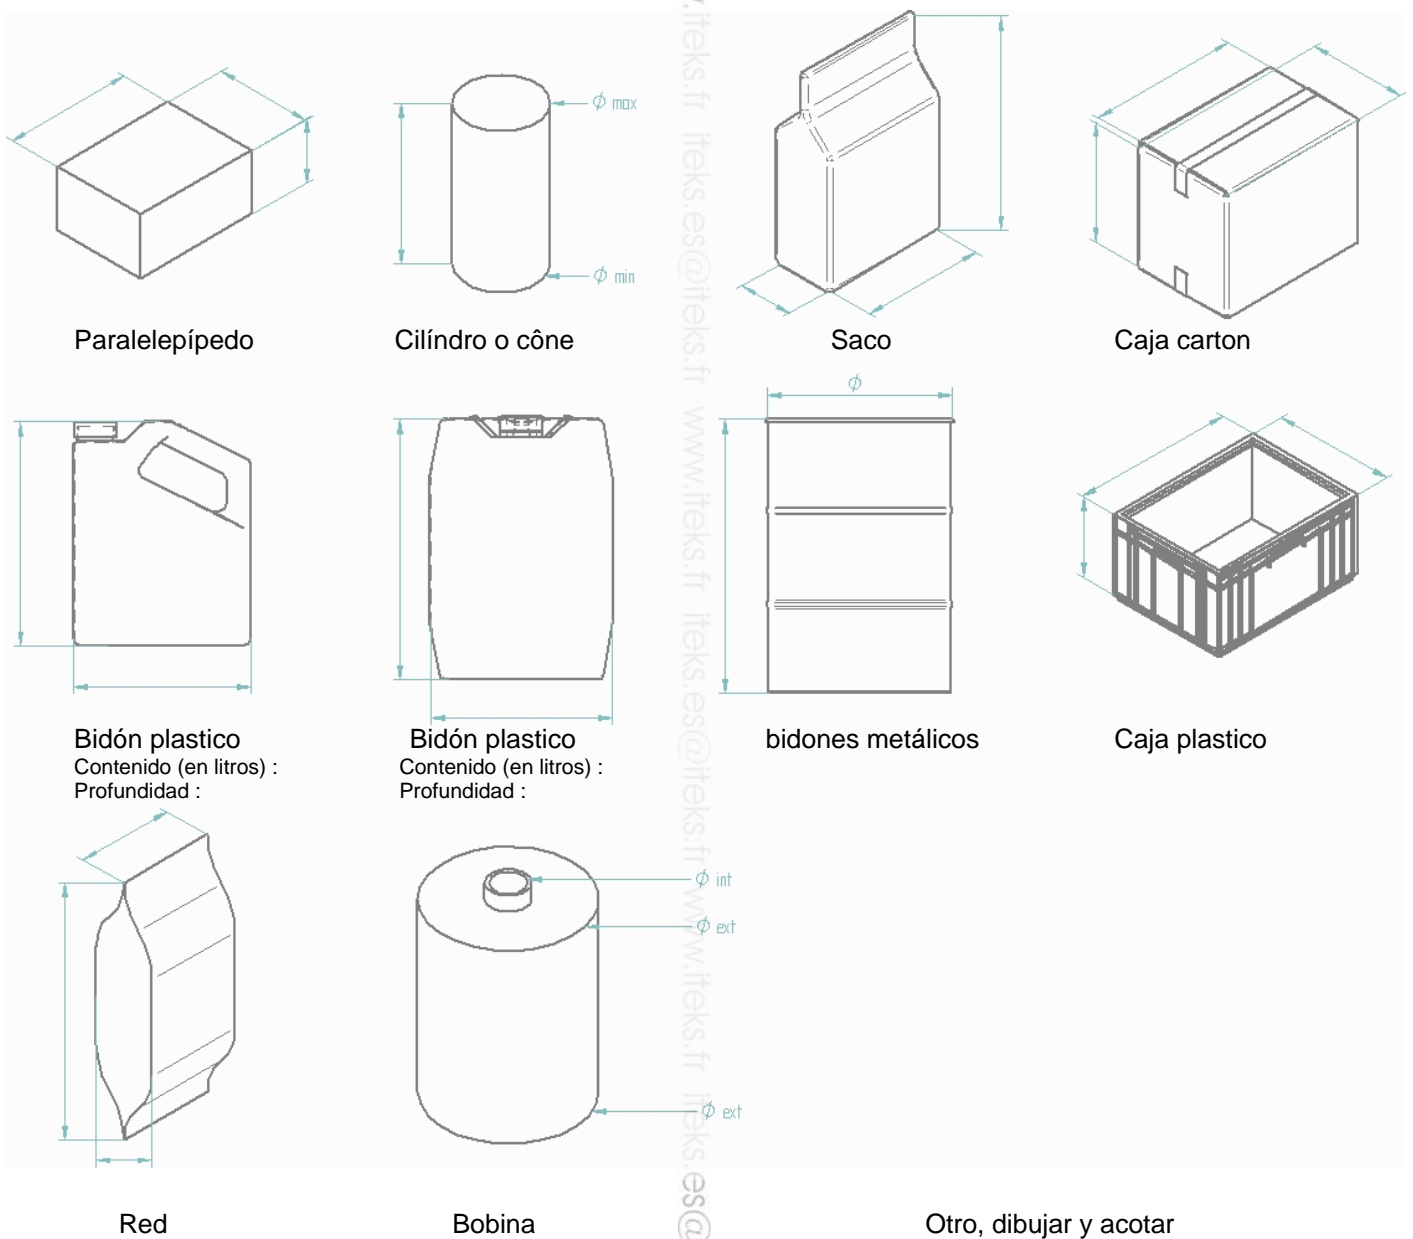 ϕ max
ϕ min
Paralelepípedo
Cilíndro o cône
Saco
Caja carton
ϕ
Bidón plastico
Contenido (en litros) :
Profundidad :
Bidón plastico
Contenido (en litros) :
Profundidad :
bidones metálicos
Caja plastico
ϕ int
ϕ ext
ϕ ext
Red
Bobina
Otro, dibujar y acotar
.iteks.fr iteks.es@iteks.fr www.iteks.fr iteks.es@iteks.fr www.iteks.fr iteks.es@